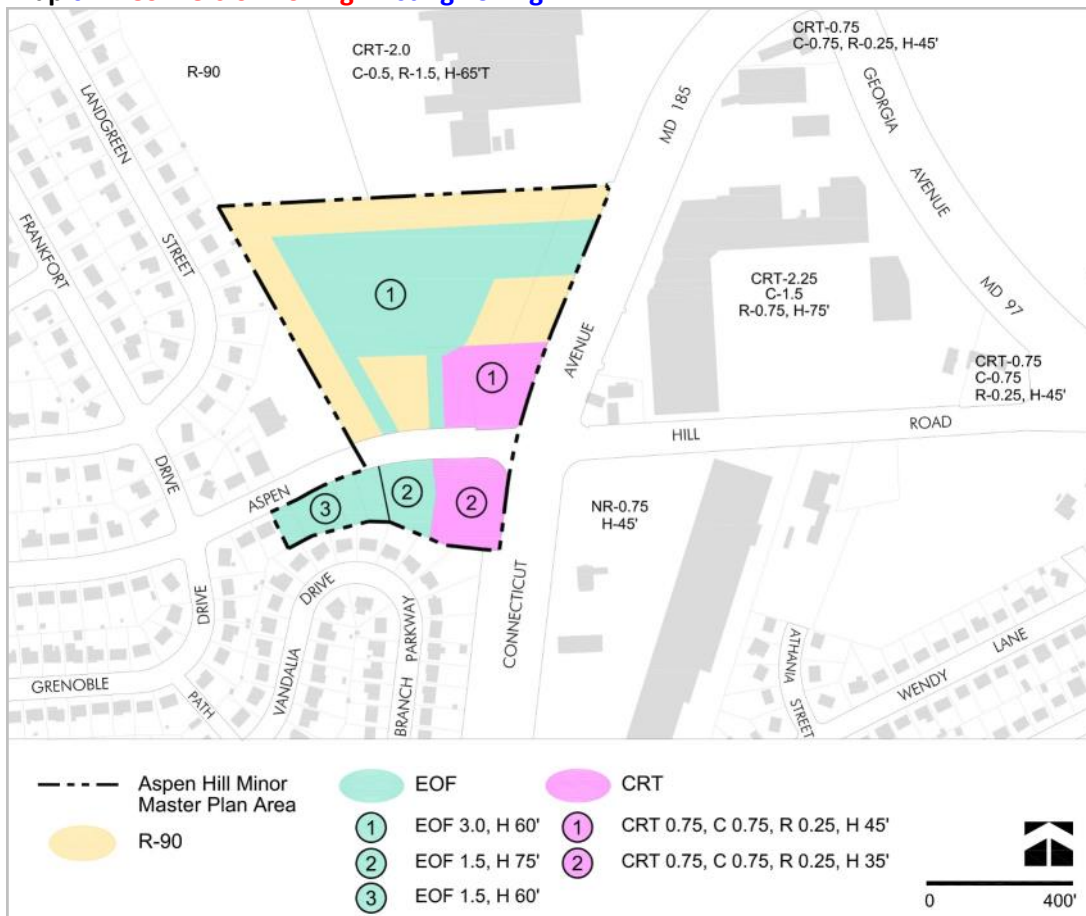 CRT-0.75
C-0.75, R-0.25, H-45'
CRT-2.0
C-0.5, R-1.5, H-65'T
R-90
LANDGREEN
STREET
FRANKFORT
DRIVE
MD 185
GEORGIA
AVENUE
MD 97
1
CRT-2.25
C-1.5
R-0.75, H-75'
AVENUE
1
CRT-0.75
C-0.75
R-0.25, H-45'
HILL
ROAD
ASPEN
DRIVE
2
2
3
NR-0.75
H-45'
CONNECTICUT
DRIVE
VANDALIA
DRIVE
BRANCH PARKWAY
GRENOBLE
PATH
ATHANIA
STREET
WENDY
LANE
Aspen Hill Minor
Master Plan Area
R-90
EOF
1 EOF 3.0, H 60'
2 EOF 1.5, H 75'
3 EOF 1.5, H 60'
CRT
1 CRT 0.75, C 0.75, R 0.25, H 45'
2 CRT 0.75, C 0.75, R 0.25, H 35'
0 400'